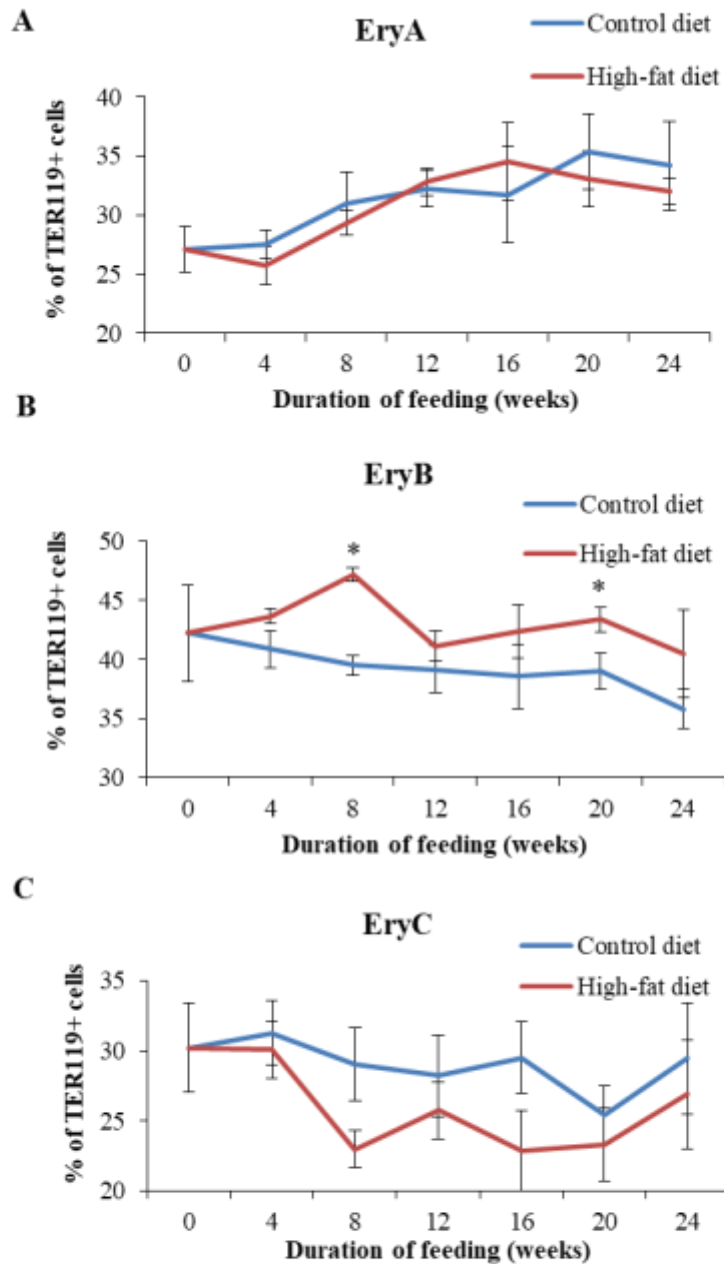 A
EryA
Control diet
High-fat diet
% of TER119+ cells
40
35
30
25
20
0 4 8 12 16 20 24
Duration of feeding (weeks)
B
EryB
Control diet
High-fat diet
% of TER119+ cells
50
45
40
35
30
*
*
0 4 8 12 16 20 24
Duration of feeding (weeks)
C
EryC
Control diet
High-fat diet
% of TER119+ cells
35
30
25
20
0 4 8 12 16 20 24
Duration of feeding (weeks)